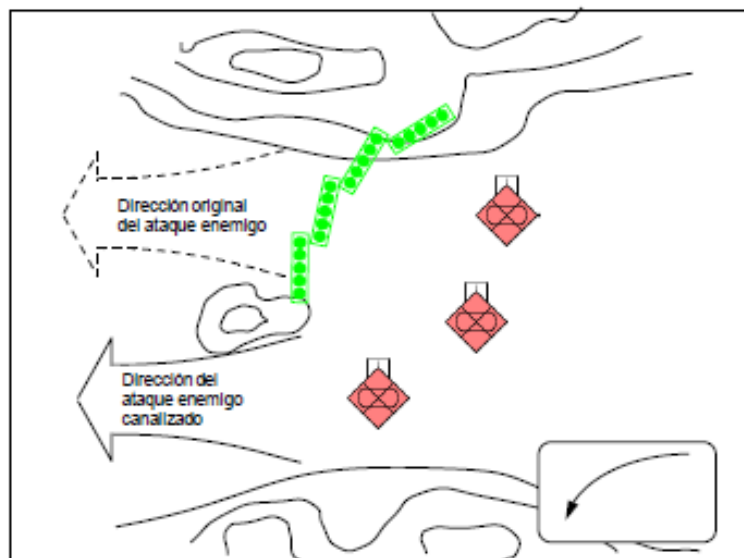 Dirección original
del ataque enemigo
Dirección del
ataque enemigo
canalizado